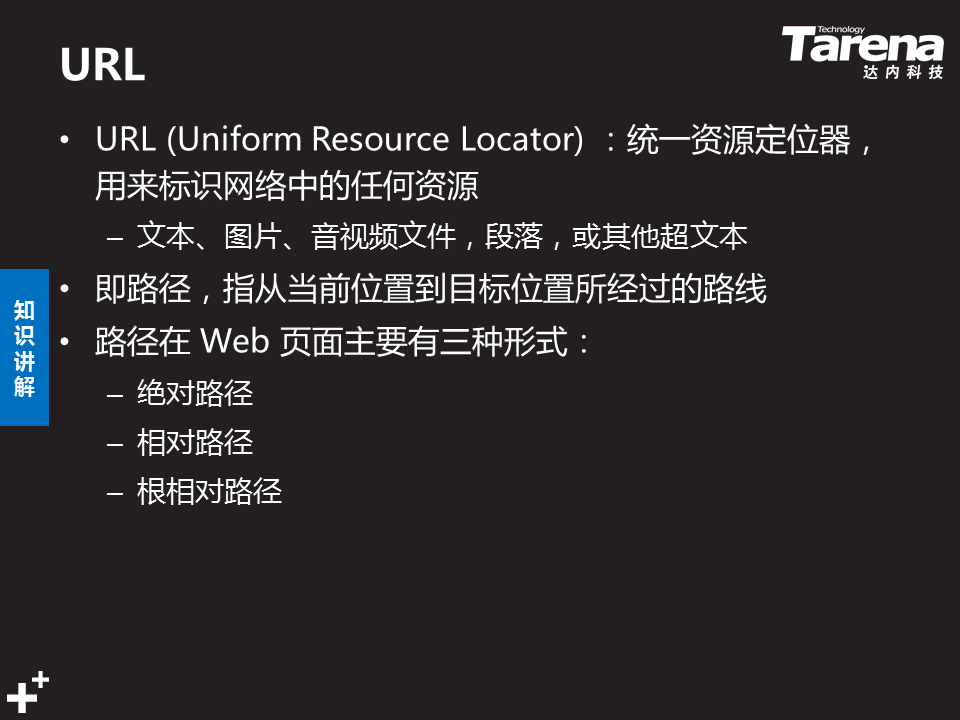 URL
Technology
Tarena
达内科技
• URL (Uniform Resource Locator) ：统一资源定位器，
用来标识网络中的任何资源
– 文本、图片、音视频文件，段落，或其他超文本
• 即路径，指从当前位置到目标位置所经过的路线
• 路径在 Web 页面主要有三种形式：
– 绝对路径
– 相对路径
– 根相对路径
知
识
讲
解